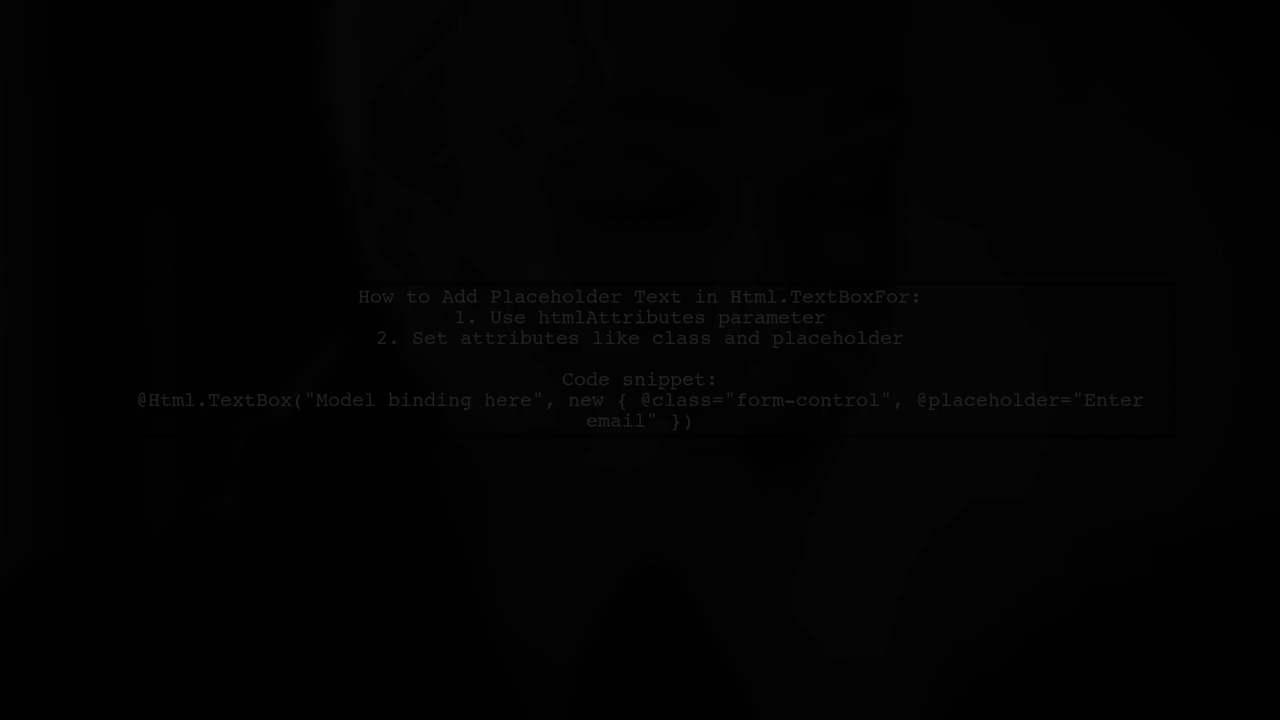 How to Add Placeholder Text in Html.TextBoxFor:
1. Use htmlAttributes parameter
2. Set attributes like class and placeholder
Code snippet:
@Html.TextBox("Model binding here", new { @class="form-control", @placeholder="Enter
email" })